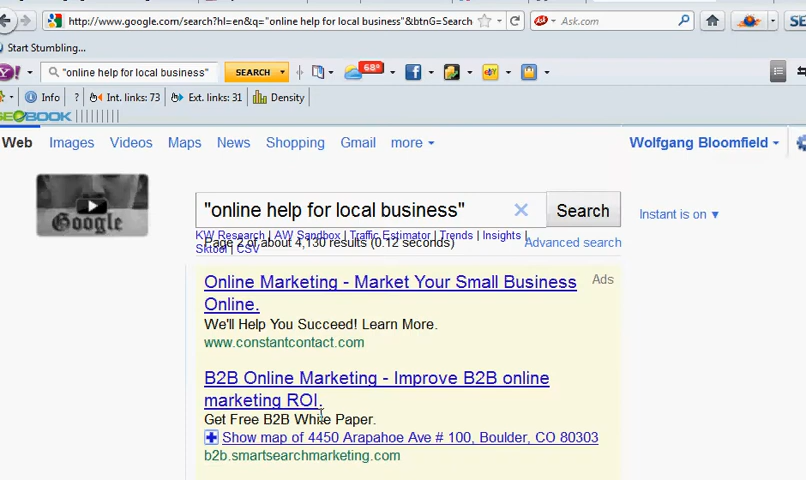 http://www.google.com/search?hl=en&q="online help for local business"&btnG=Search
Ask.com
Start Stumbling...
"online help for local business"
SEARCH
68°
Info
?
Int. links: 73
Ext. links: 31
Density
SEOBOOK
Web
Images
Videos
Maps
News
Shopping
Gmail
more
Wolfgang Bloomfield
Google
"online help for local business"
Search
Instant is on ▼
KW Research | AW Sandbox | Traffic Estimator | Trends | Insights |
Sktool | CSV
Page 2 of about 4,130 results (0.12 seconds)
Advanced search
Online Marketing - Market Your Small Business
Online.
Ads
We'll Help You Succeed! Learn More.
www.constantcontact.com
B2B Online Marketing - Improve B2B online
marketing ROI.
Get Free B2B White Paper.
Show map of 4450 Arapahoe Ave # 100, Boulder, CO 80303
b2b.smartsearchmarketing.com